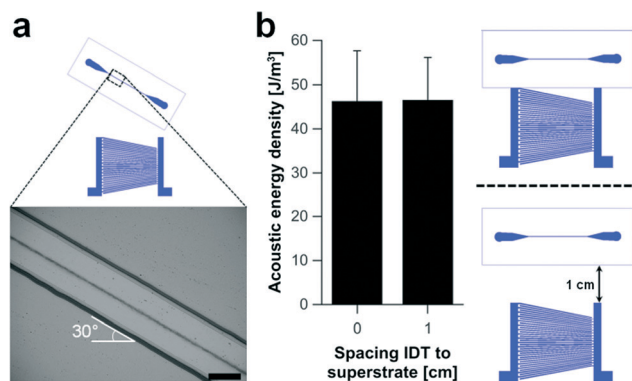 a
30°
b
Acoustic energy density [J/m³]
60
50
40
30
20
10
0
0
1
Spacing IDT to
superstrate [cm]
1 cm